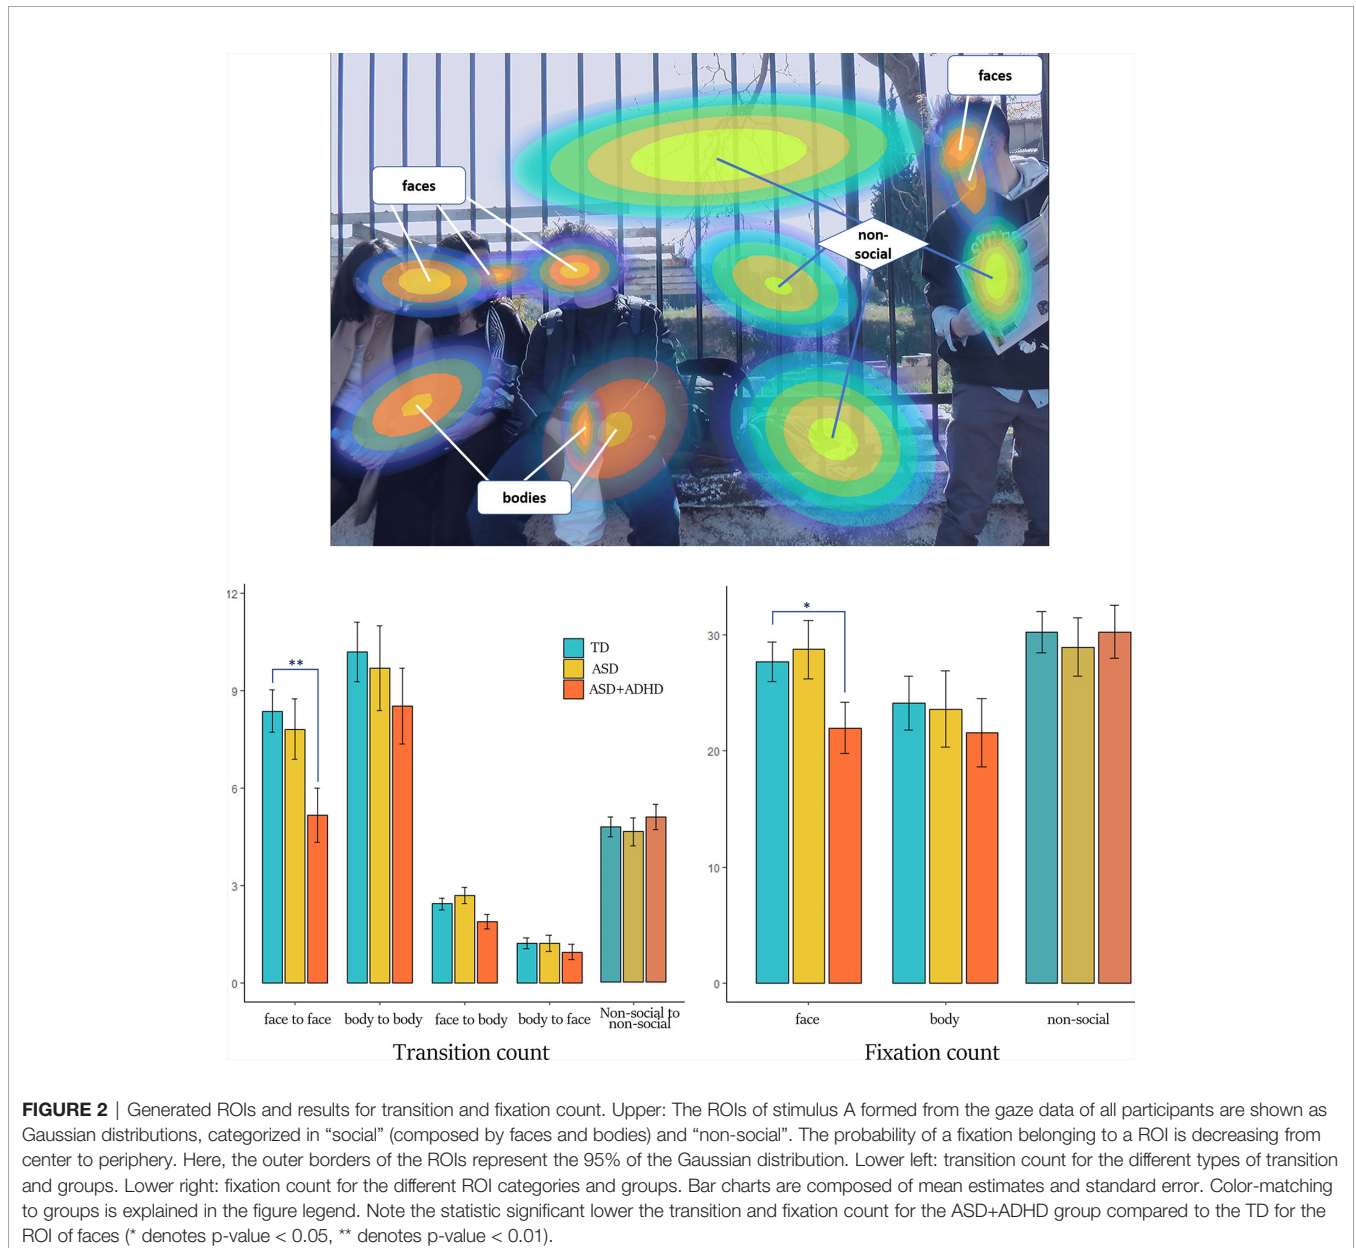 faces
faces
non-
social
bodies
12
9
6
3
0
**
TD
ASD
ASD+ADHD
face to face
body to body
face to body
body to face
Non-social to
non-social
Transition count
30
20
10
0
*
face
body
non-social
Fixation count
FIGURE 2 | Generated ROIs and results for transition and fixation count. Upper: The ROIs of stimulus A formed from the gaze data of all participants are shown as
Gaussian distributions, categorized in “social” (composed by faces and bodies) and “non-social”. The probability of a fixation belonging to a ROI is decreasing from
center to periphery. Here, the outer borders of the ROIs represent the 95% of the Gaussian distribution. Lower left: transition count for the different types of transition
and groups. Lower right: fixation count for the different ROI categories and groups. Bar charts are composed of mean estimates and standard error. Color-matching
to groups is explained in the figure legend. Note the statistic significant lower the transition and fixation count for the ASD+ADHD group compared to the TD for the
ROI of faces (* denotes p-value < 0.05, ** denotes p-value < 0.01).